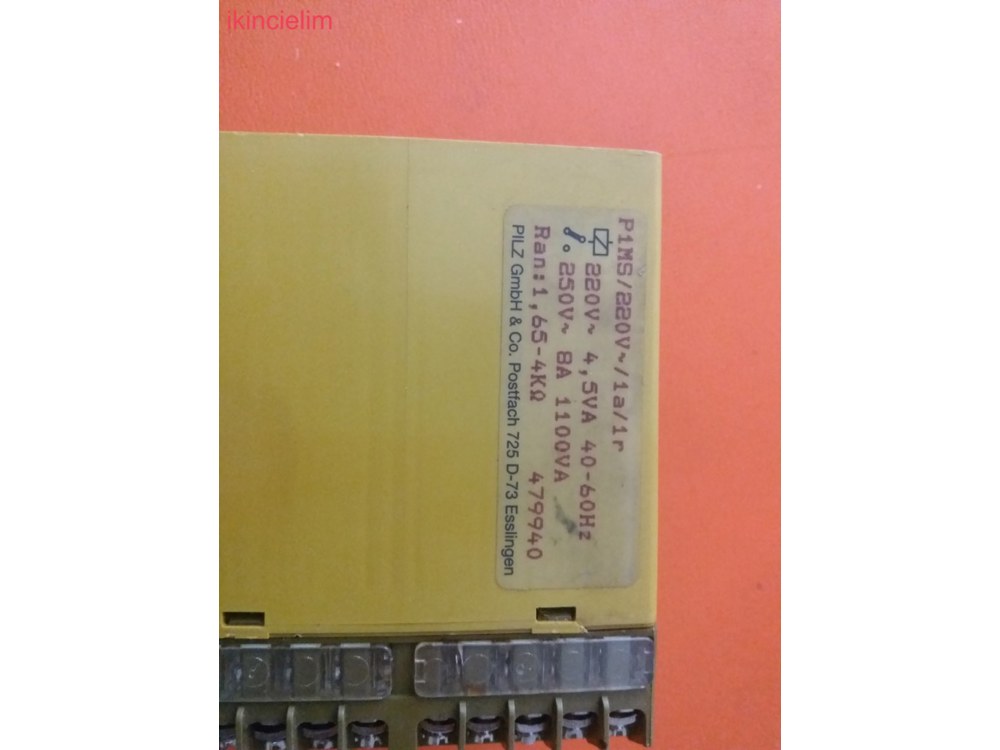 ikincielim
P1MS/220V~/1a/1r
220V~ 4,5VA 40-60Hz
250V~ 8A 1100VA
Ran:1,65-4KΩ 479940
PILZ GmbH & Co. Postfach 725 D-73 Esslingen